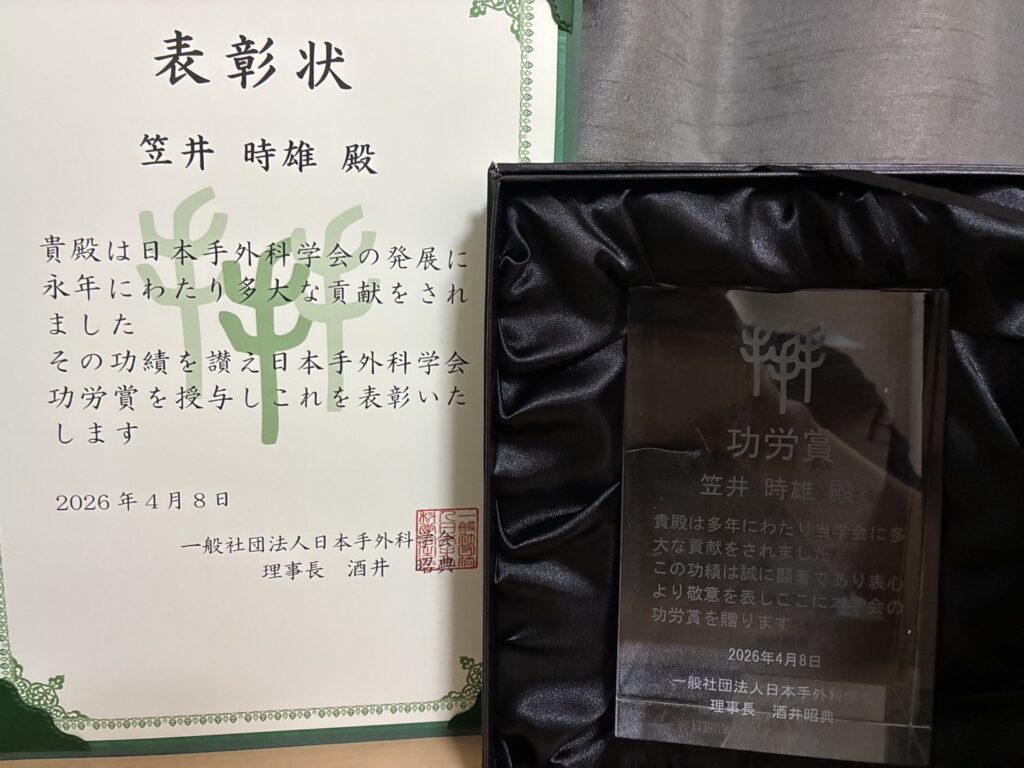 表彰状
笠井 時雄 殿
貴殿は日本手外科学会の発展に
永年にわたり多大な貢献をされ
ました
その功績を讃え日本手外科学会
功労賞を授与しこれを表彰いた
します
2026年4月8日
一般社団法人日本手外科
理事長 酒井
功労賞
笠井 時雄 殿
貴殿は多年にわたり当学会に多
大な貢献をされました
この功績は誠に顕著であり衷心
より敬意を表しここに本学会の
功労賞を贈ります
2026年4月8日
一般社団法人日本手外科学会
理事長 酒井昭典